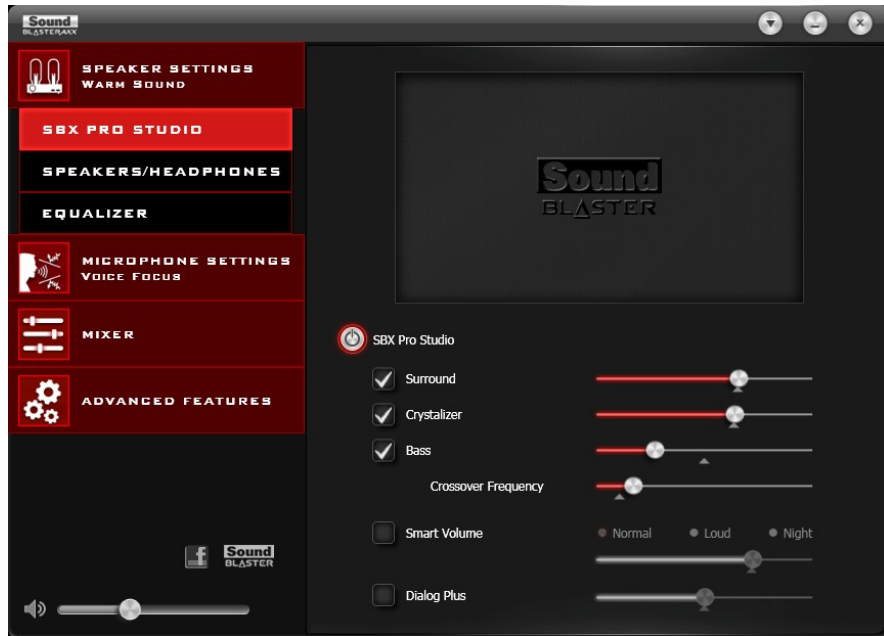 Sound
BLASTERAXX
SPEAKER SETTINGS
WARM SOUND
SBX PRO STUDIO
SPEAKERS/HEADPHONES
EQUALIZER
MICROPHONE SETTINGS
VOICE FOCUS
MIXER
ADVANCED FEATURES
f
Sound
BLASTER
Sound
BLASTER
SBX Pro Studio
Surround
Crystalizer
Bass
Crossover Frequency
Smart Volume
Normal
Loud
Night
Dialog Plus